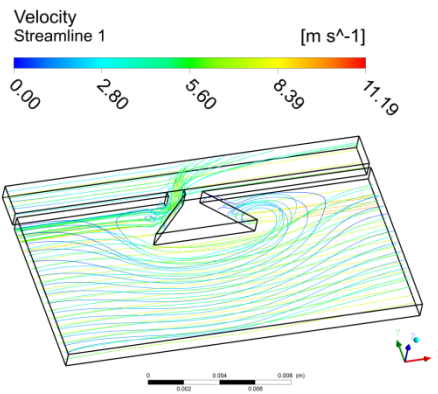 Velocity
Streamline 1 [m s^-1]
0.00 2.80 5.60 8.39 11.19
0 0.004 0.008 (m)
0.002 0.006
Y Z